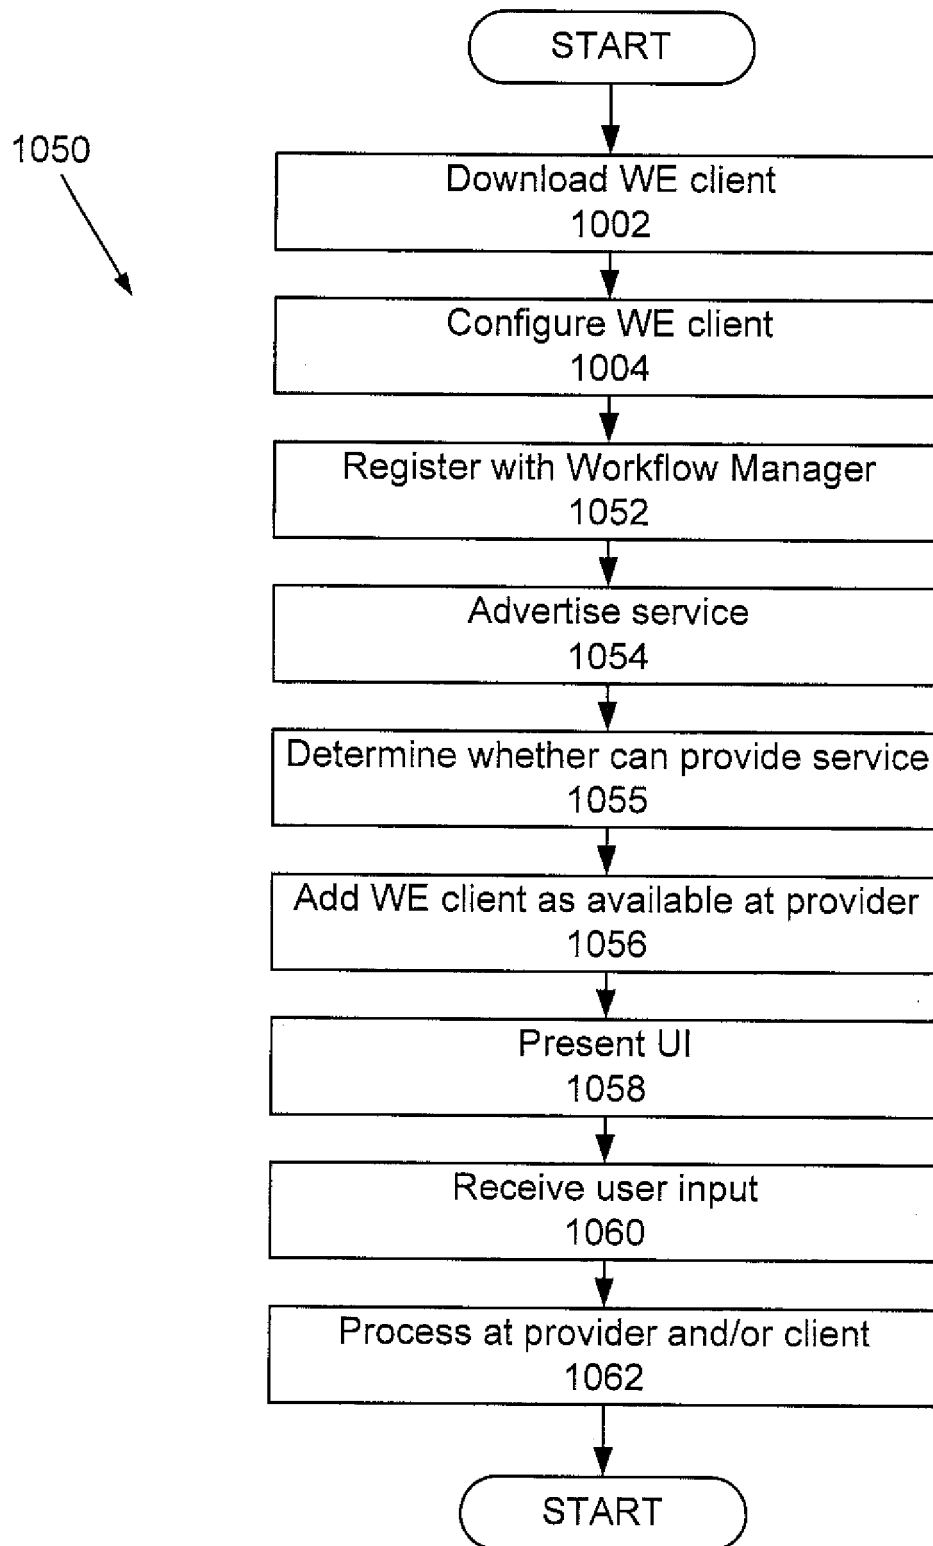 START
1050
Download WE client
1002
Configure WE client
1004
Register with Workflow Manager
1052
Advertise service
1054
Determine whether can provide service
1055
Add WE client as available at provider
1056
Present UI
1058
Receive user input
1060
Process at provider and/or client
1062
START